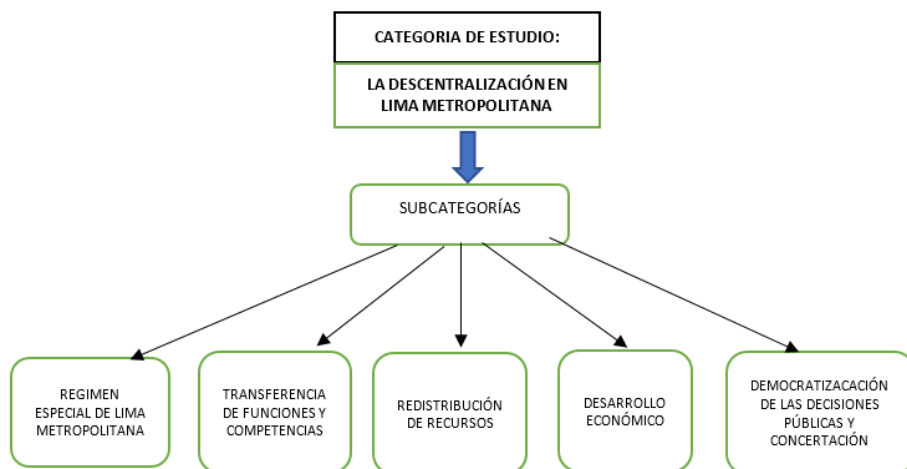 CATEGORIA DE ESTUDIO:
LA DESCENTRALIZACIÓN EN
LIMA METROPOLITANA
SUBCATEGORÍAS
REGIMEN
ESPECIAL DE LIMA
METROPOLITANA
TRANSFERENCIA
DE FUNCIONES Y
COMPETENCIAS
REDISTRIBUCIÓN
DE RECURSOS
DESARROLLO
ECONÓMICO
DEMOCRATIZACACIÓN
DE LAS DECISIONES
PÚBLICAS Y
CONCERTACIÓN